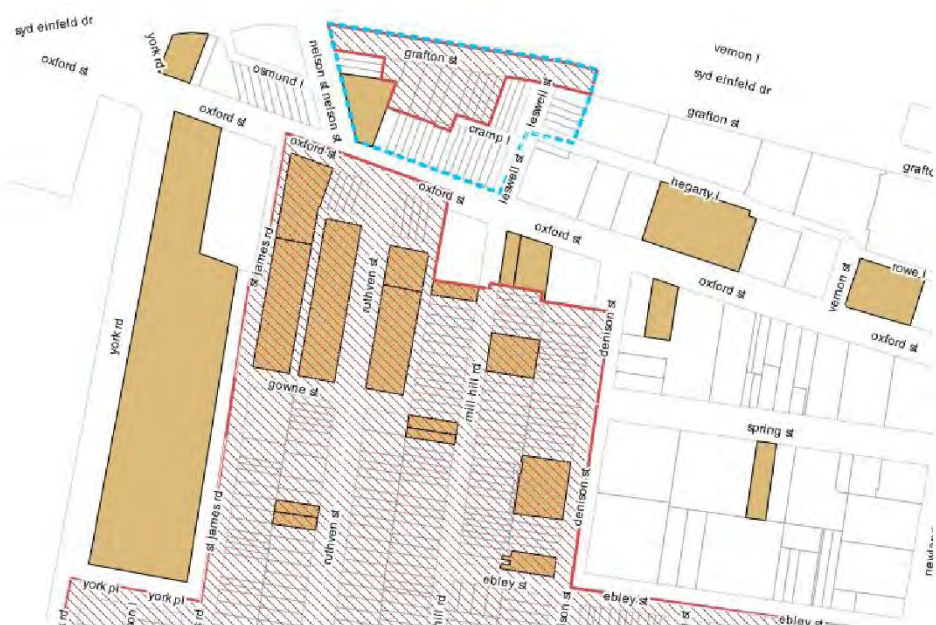 syd einfeld dr
york rd
oxford st
osmund l
nelson st
nelson st
grafton st
vernon l
syd einfeld dr
grafton st
oxford st
leswell st
cramp l
oxford st
leswell st
oxford st
hegarty l
oxford st
rowe l
st james rd
ruthven st
oxford st
vernon st
oxford st
york rd
denison st
gowne st
mill hill rd
spring st
st james rd
ruthven st
denison st
ebley st
york pl
york pl
ebley st
st
ebley st